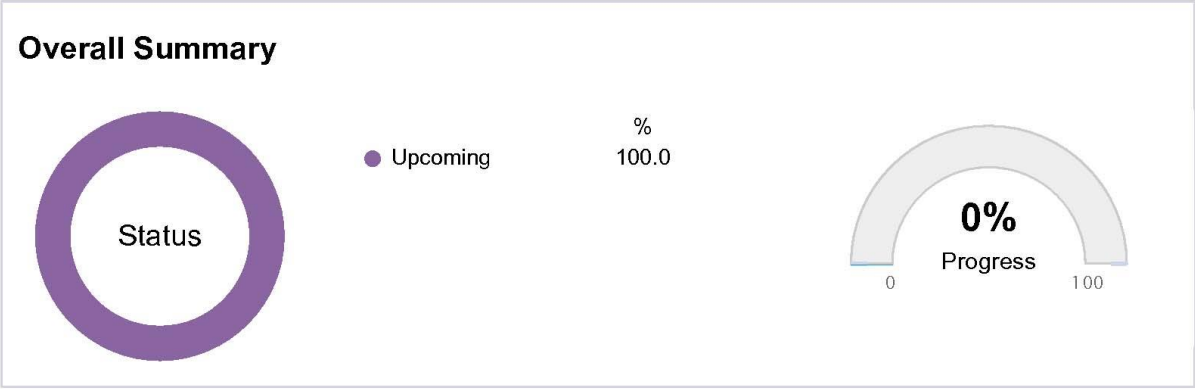 Overall Summary
Status
%
Upcoming 100.0
0%
Progress
0 100